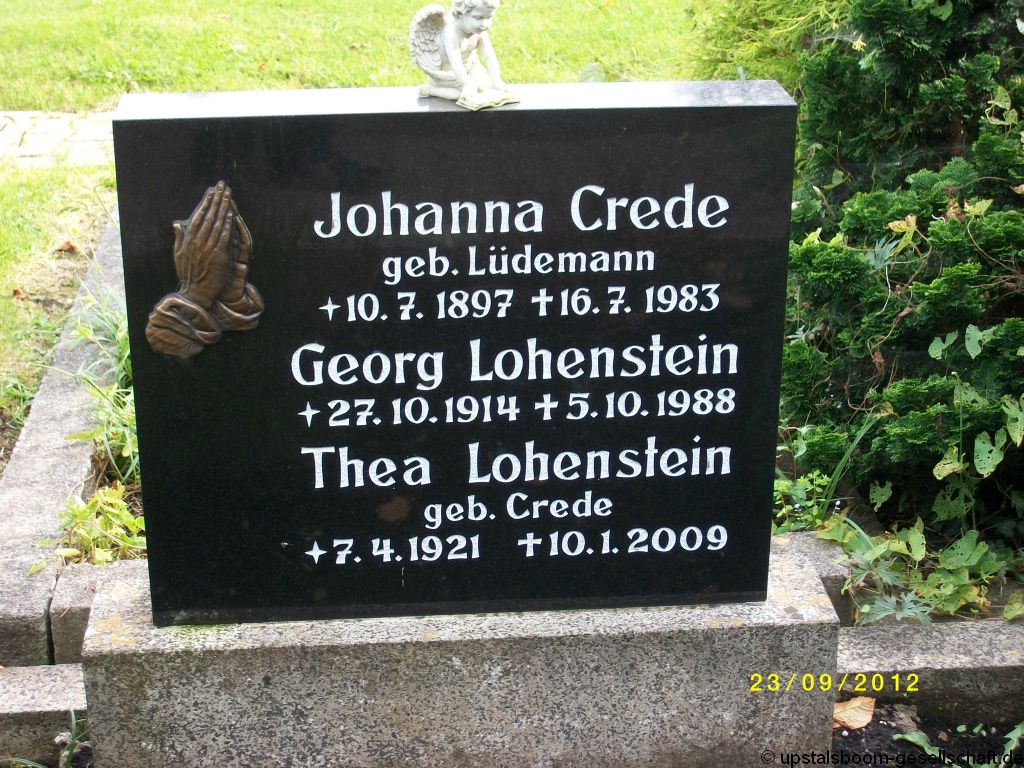 Johanna Crede
geb. Lüdemann
✦10. 7. 1897 ✝16. 7. 1983
Georg Lohenstein
✦27. 10. 1914 ✝5. 10. 1988
Thea Lohenstein
geb. Crede
✦7. 4. 1921 ✝10. 1. 2009
23/09/2012
© upstalsboom-gesellschaft.de